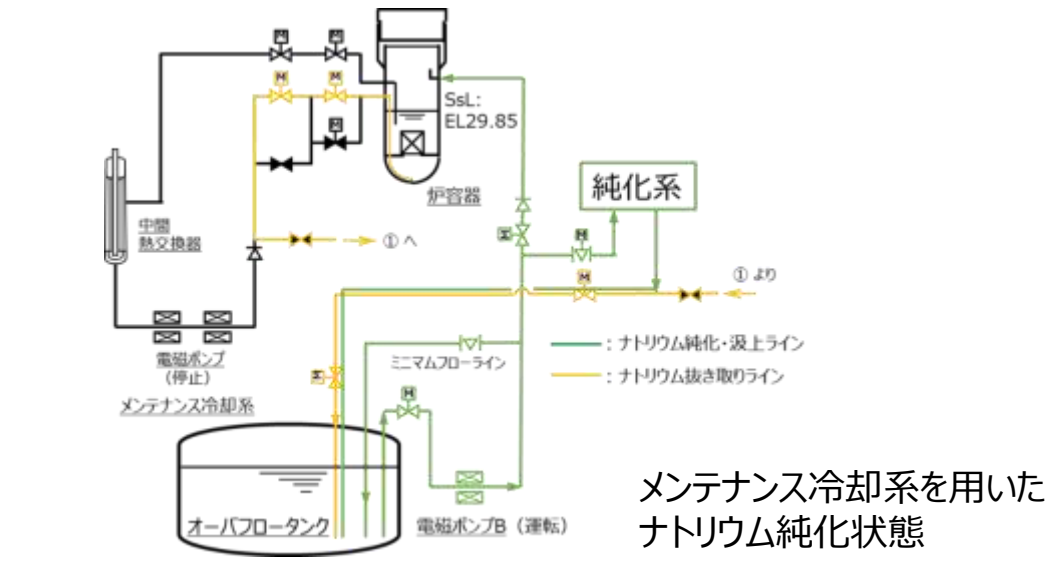 M
M
M
M
M
SsL:
EL29.85
炉容器
純化系
中間
熱交換器
①へ
M
M
M
①より
電磁ポンプ
(停止)
メンテナンス冷却系
ミニマムフローライン
:ナトリウム純化・汲上ライン
:ナトリウム抜き取りライン
M
M
オーバフロータンク
電磁ポンプB(運転)
メンテナンス冷却系を用いた
ナトリウム純化状態